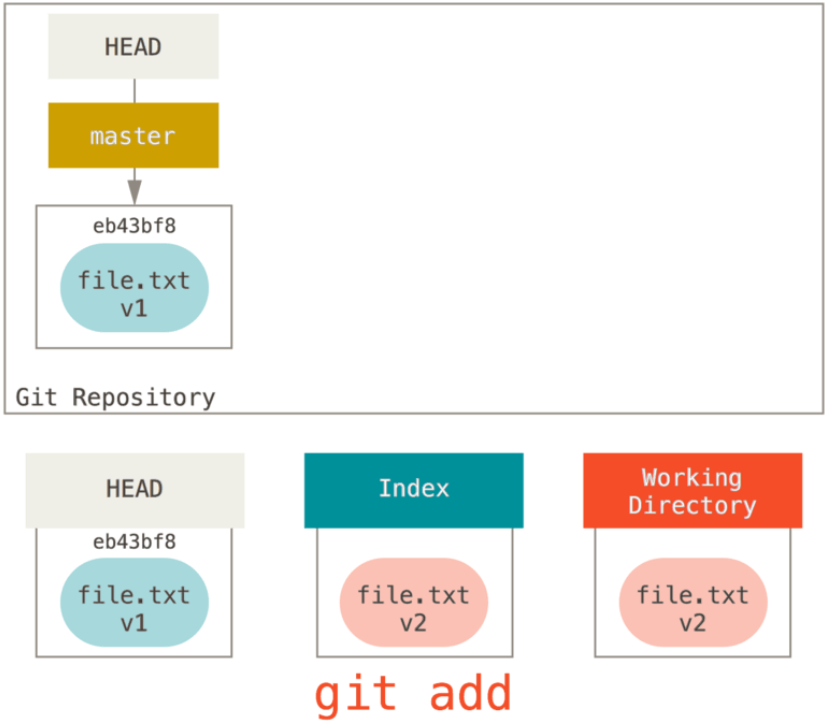 HEAD
master
eb43bf8
file.txt
v1
Git Repository
HEAD
eb43bf8
file.txt
v1
Index
file.txt
v2
Working
Directory
file.txt
v2
git add